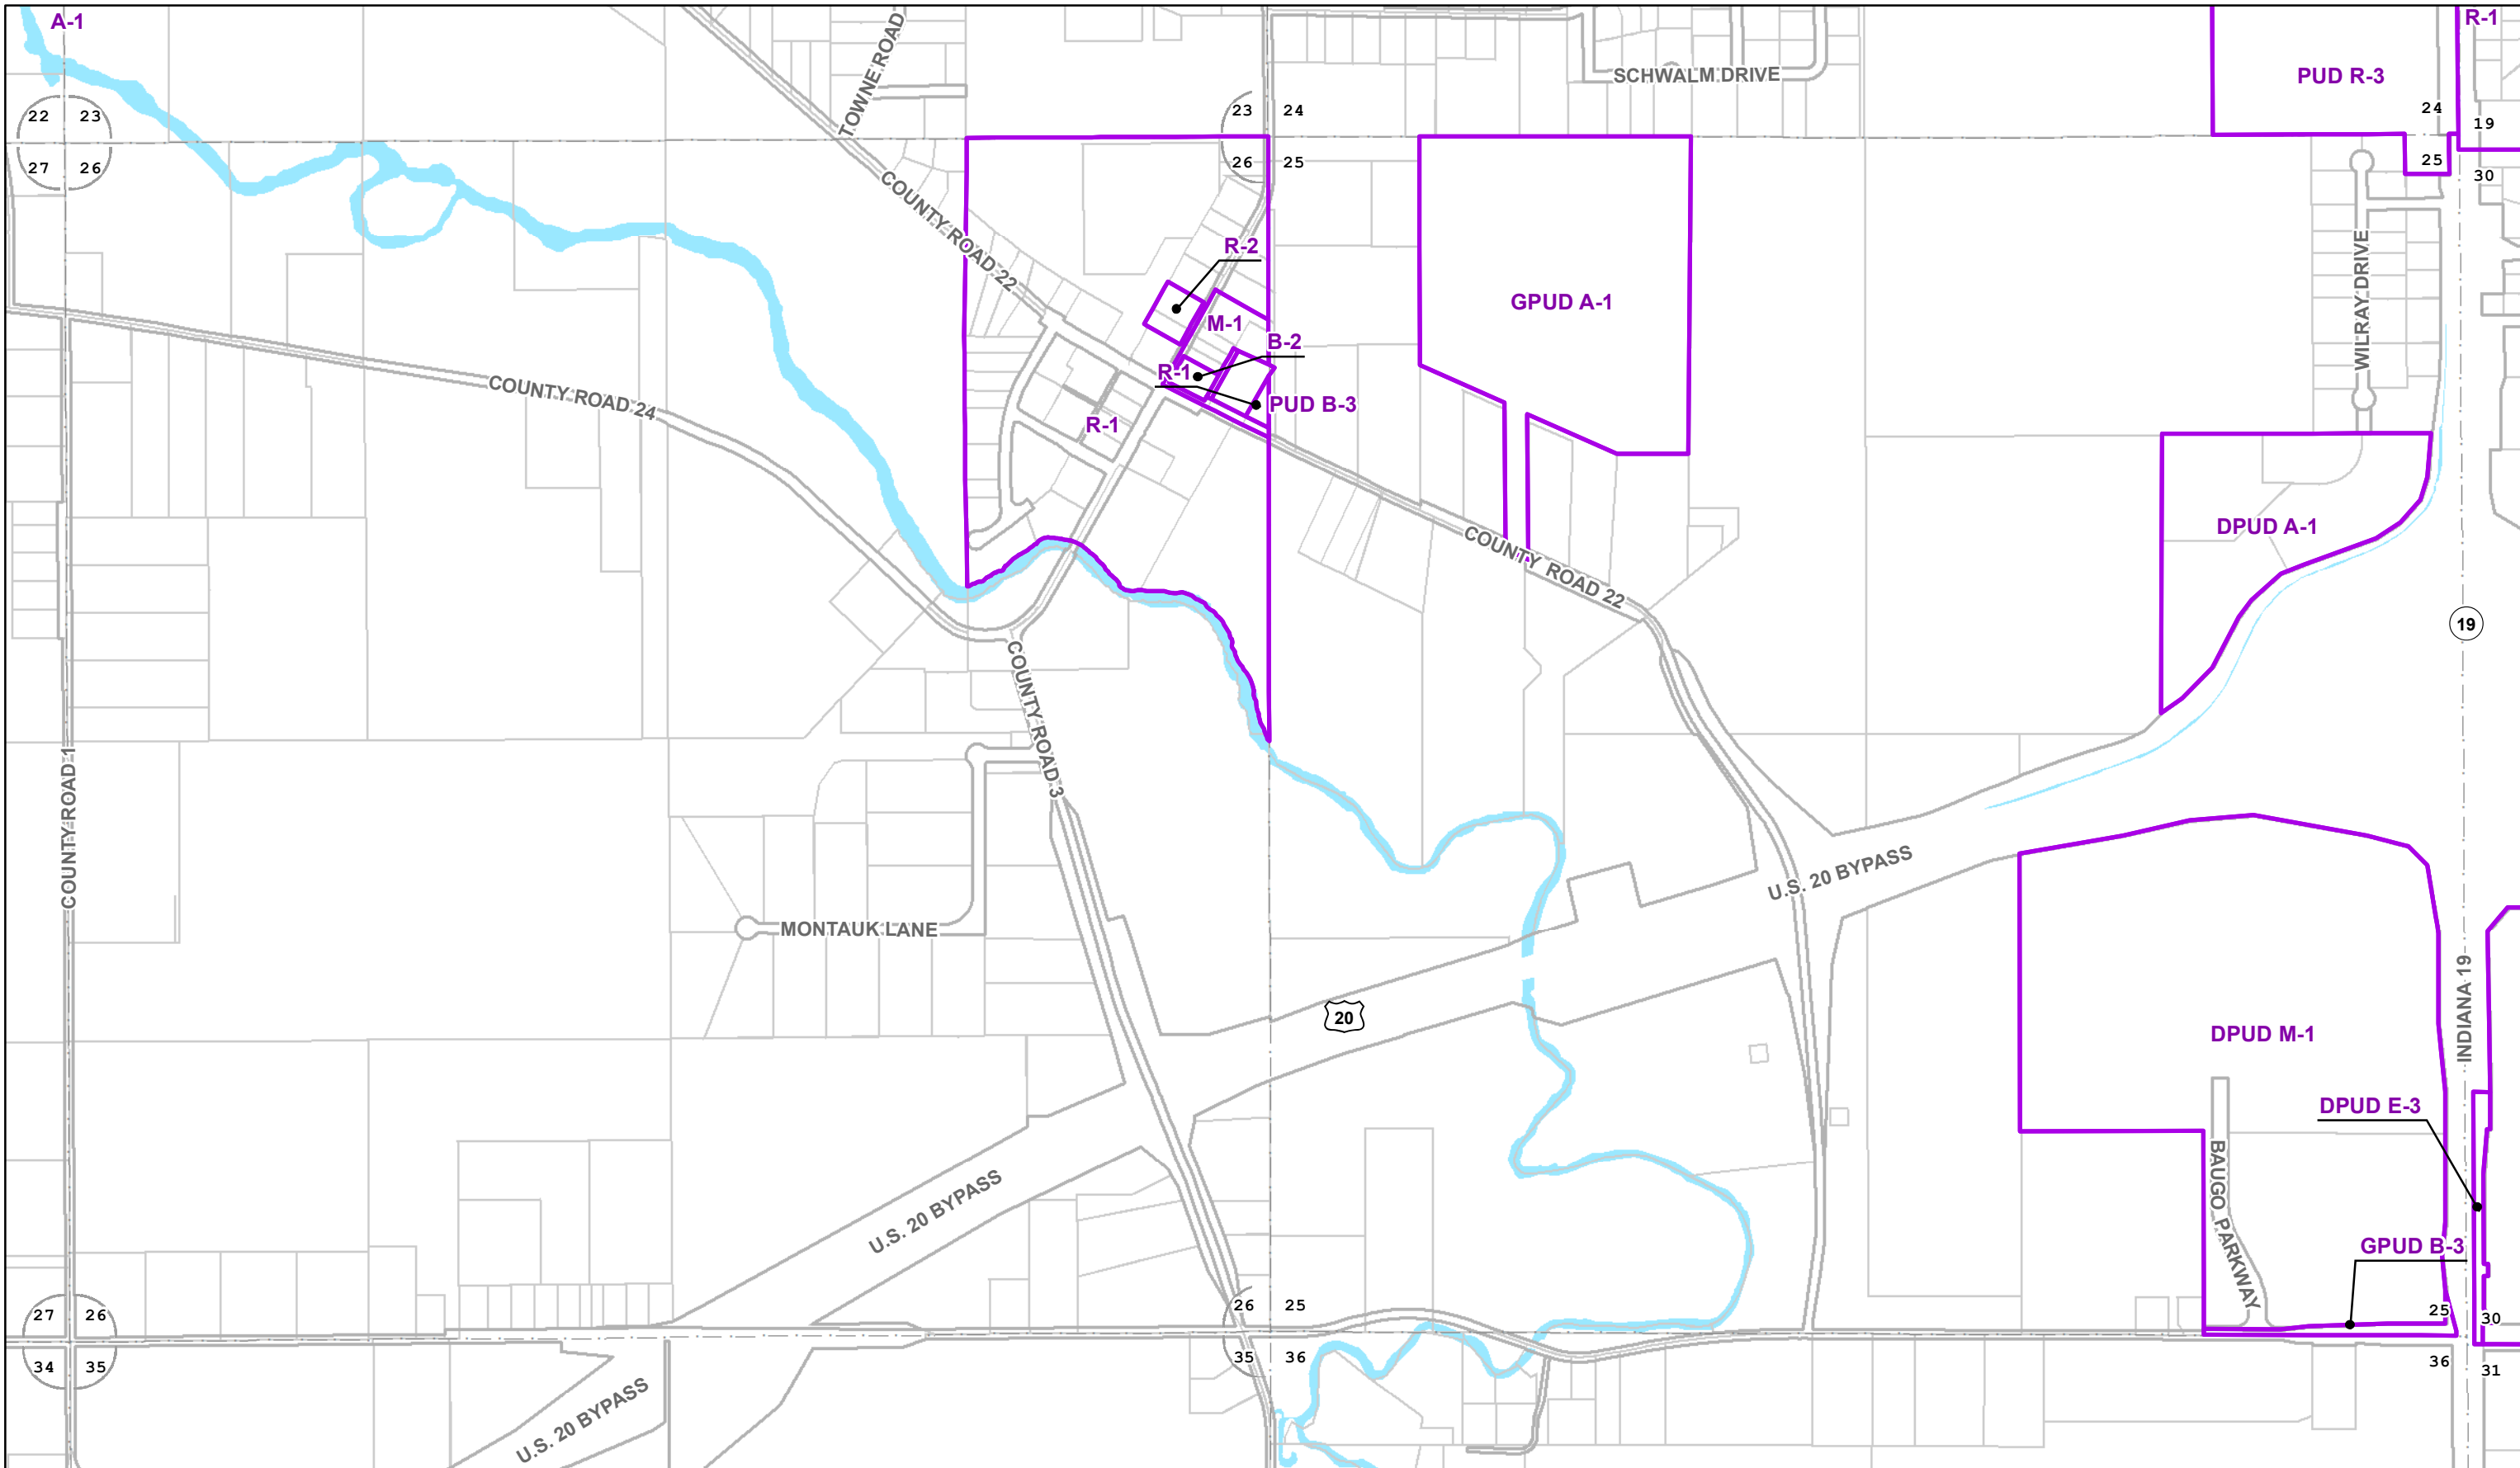 A-1
R-1
TOWNE ROAD
SCHWALM DRIVE
PUD R-3
22 23
23 24
24
19
27 26
26 25
25
30
COUNTY ROAD 22
R-2
WILRAY DRIVE
GPUD A-1
M-1
B-2
R-1
COUNTY ROAD 24
PUD B-3
R-1
DPUD A-1
COUNTY ROAD 22
19
COUNTY ROAD 3
COUNTY ROAD 1
U.S. 20 BYPASS
MONTAUK LANE
INDIANA 19
20
DPUD M-1
DPUD E-3
BAUGO PARKWAY
U.S. 20 BYPASS
GPUD B-3
27 26
26 25
25
30
34 35
35 36
36
31
U.S. 20 BYPASS